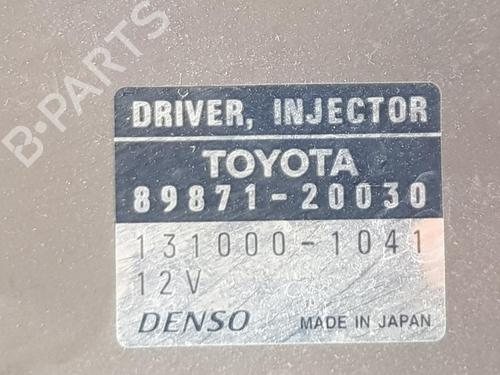 B-PARTS
DRIVER, INJECTOR
TOYOTA
89871-20030
131000-1041
12V
DENSO MADE IN JAPAN